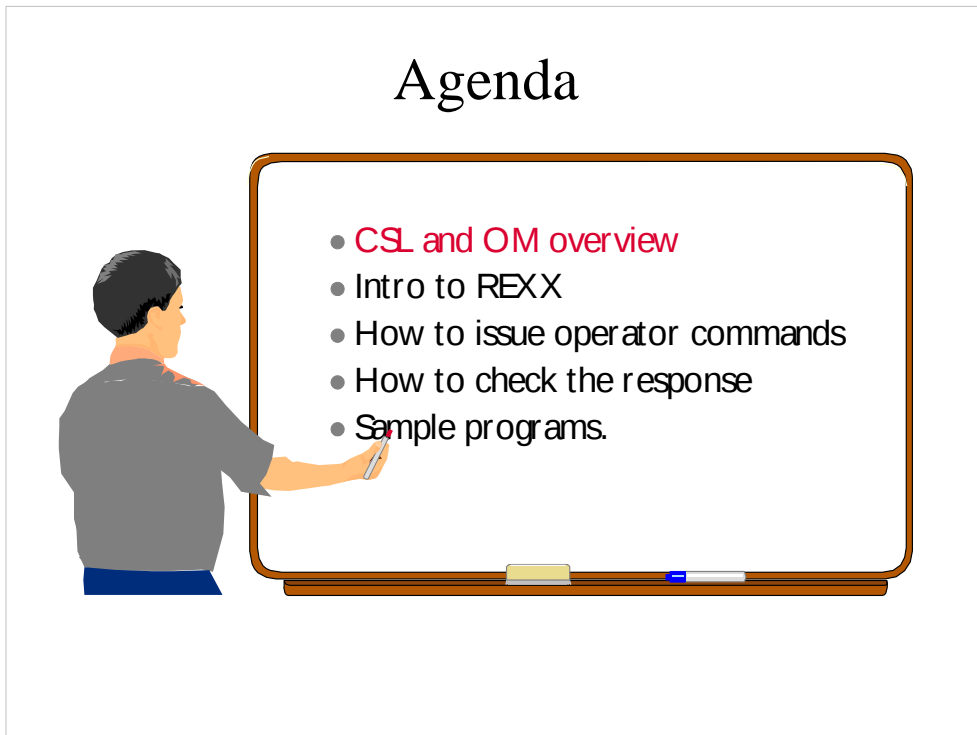 Agenda
CSL and OM overview
Intro to REXX
How to issue operator commands
How to check the response
Sample programs.